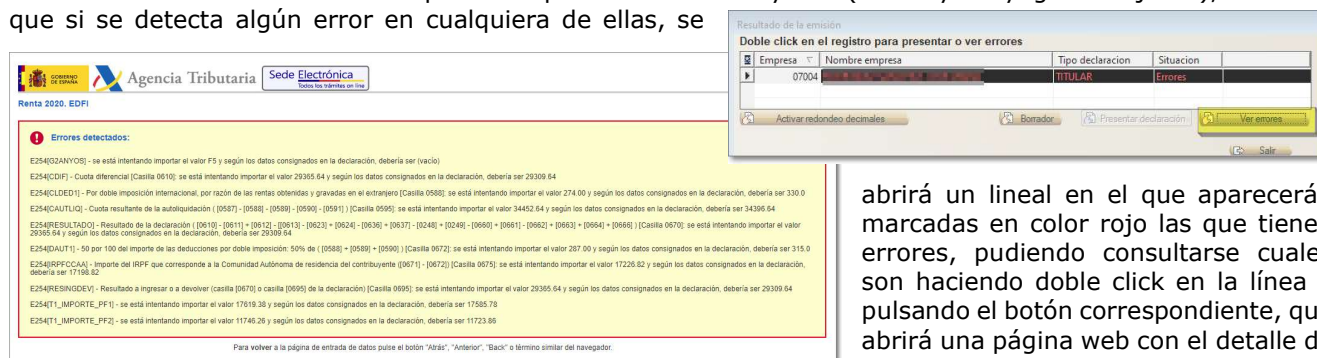 que si se detecta algún error en cualquiera de ellas, se
Resultado de la emisión
Doble click en el registro para presentar o ver errores
Empresa Nombre empresa Tipo declaracion Situacion
07004 TITULAR Errores
Activar redondeo decimales Borrador Presentar declaración Ver errores
Salir
GOBIERNO DE ESPAÑA Agencia Tributaria Sede Electrónica
Todos los trámites on line
Renta 2020. EDFI
Errores detectados:
E254[G2ANYOS] - se está intentando importar el valor F5 y según los datos consignados en la declaración, debería ser (vacío)
E254[CDIF] - Cuota diferencial [Casilla 0610]: se está intentando importar el valor 29365.64 y según los datos consignados en la declaración, debería ser 29309.64
E254[CLDED1] - Por doble imposición internacional, por razón de las rentas obtenidas y gravadas en el extranjero [Casilla 0588]: se está intentando importar el valor 274.00 y según los datos consignados en la declaración, debería ser 330.0
E254[CAUTLIQ] - Cuota resultante de la autoliquidación ( [0587] - [0588] - [0589] - [0590] - [0591] ) [Casilla 0595]: se está intentando importar el valor 34452.64 y según los datos consignados en la declaración, debería ser 34396.64
E254[RESULTADO] - Resultado de la declaración ( [0610] - [0611] + [0612] - [[0613] - [0623] + [0624] - [0636] + [0637] - [0248] + [0249] - [0660] + [0661] - [0662] + [0663] + [0664] + [0666] ) [Casilla 0670]: se está intentando importar el valor
29365.64 y según los datos consignados en la declaración, debería ser 29309.64
E254[DAUT1] - 50 por 100 del importe de las deducciones por doble imposición: 50% de ( [0588] + [0589] + [0590] ) [Casilla 0672]: se está intentando importar el valor 287.00 y según los datos consignados en la declaración, debería ser 315.0
E254[IRPFCCAA] - Importe del IRPF que corresponde a la Comunidad Autónoma de residencia del contribuyente ([0671] - [0672]) [Casilla 0675]: se está intentando importar el valor 17226.82 y según los datos consignados en la declaración,
debería ser 17198.82
E254[RESINGDEV] - Resultado a ingresar o a devolver (casilla [0670] o casilla [0695] de la declaración) [Casilla 0695]: se está intentando importar el valor 29365.64 y según los datos consignados en la declaración, debería ser 29309.64
E254[T1_IMPORTE_PF1] - se está intentando importar el valor 17619.38 y según los datos consignados en la declaración, debería ser 17585.78
E254[T1_IMPORTE_PF2] - se está intentando importar el valor 11746.26 y según los datos consignados en la declaración, debería ser 11723.86
Para volver a la página de entrada de datos pulse el botón "Atrás", "Anterior", "Back" o término similar del navegador.
abrirá un lineal en el que aparecerá
marcadas en color rojo las que tiene
errores, pudiendo consultarse cuale
son haciendo doble click en la línea
pulsando el botón correspondiente, qu
abrirá una página web con el detalle d